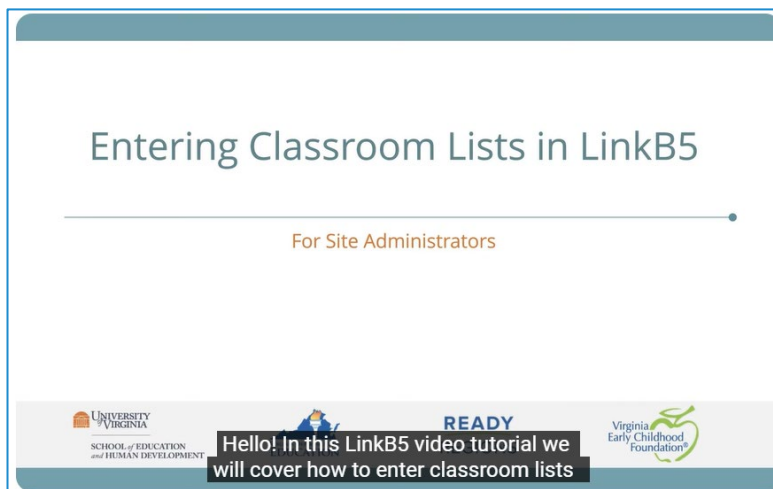 Entering Classroom Lists in LinkB5
For Site Administrators
UNIVERSITY
of VIRGINIA
SCHOOL of EDUCATION
and HUMAN DEVELOPMENT
EDUCATION
READY
Virginia
Early Childhood
Foundation®
Hello! In this LinkB5 video tutorial we
will cover how to enter classroom lists